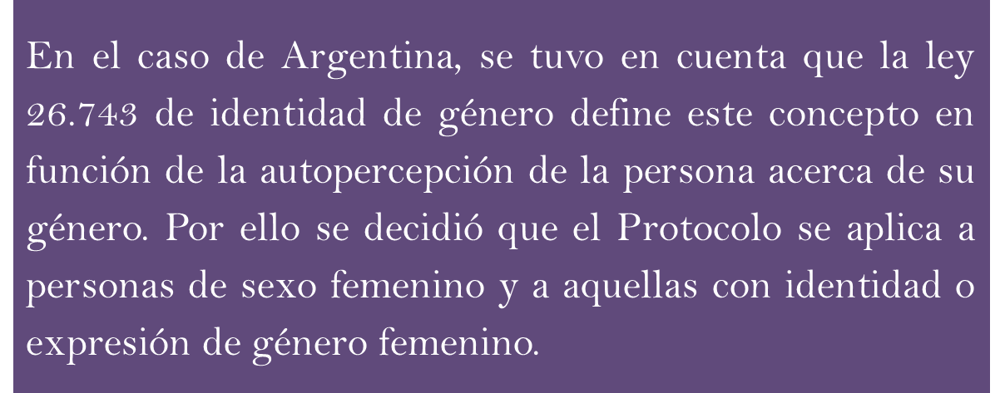 En el caso de Argentina, se tuvo en cuenta que la ley
26.743 de identidad de género define este concepto en
función de la autopercepción de la persona acerca de su
género. Por ello se decidió que el Protocolo se aplica a
personas de sexo femenino y a aquellas con identidad o
expresión de género femenino.